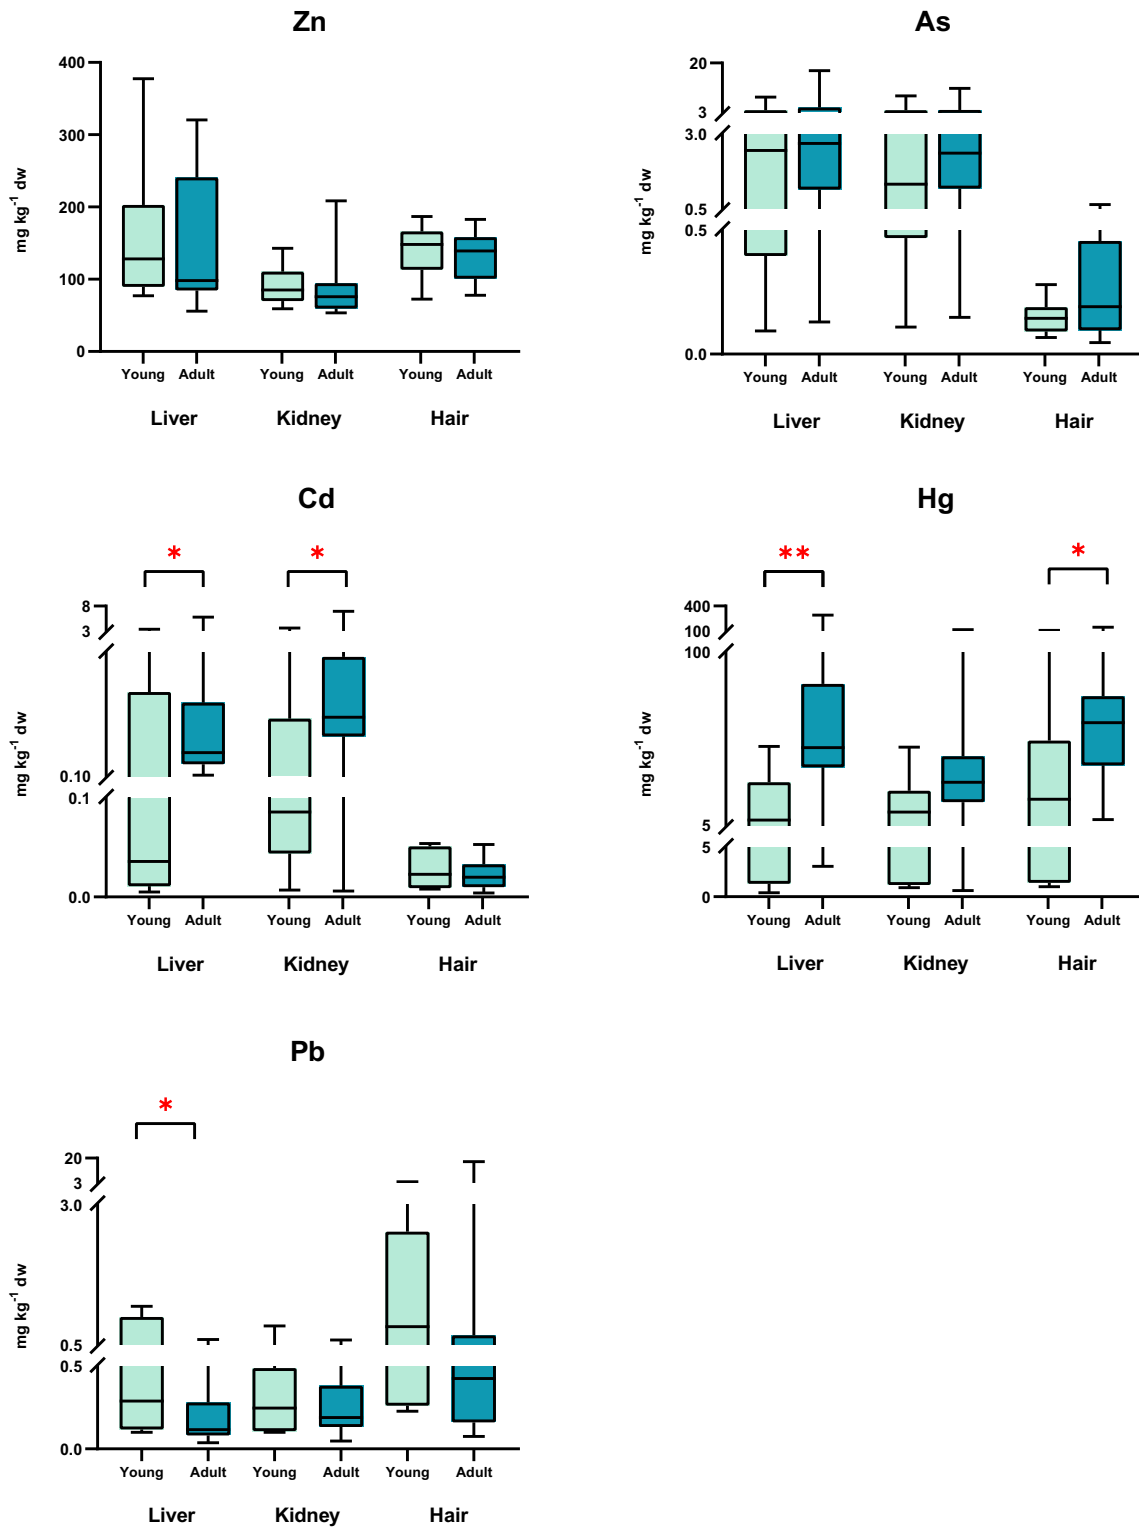 Zn
400
300
200
100
0
mg kg-1 dw
Young Adult Young Adult Young Adult
Liver Kidney Hair
As
20
3
3.0
0.5
0.5
0.0
mg kg-1 dw
Young Adult Young Adult Young Adult
Liver Kidney Hair
Cd
* *
8
3
0.10
0.1
0.0
mg kg-1 dw
Young Adult Young Adult Young Adult
Liver Kidney Hair
Hg
** *
400
100
100
5
5
0
mg kg-1 dw
Young Adult Young Adult Young Adult
Liver Kidney Hair
Pb
*
20
3
3.0
0.5
0.5
0.0
mg kg-1 dw
Young Adult Young Adult Young Adult
Liver Kidney Hair